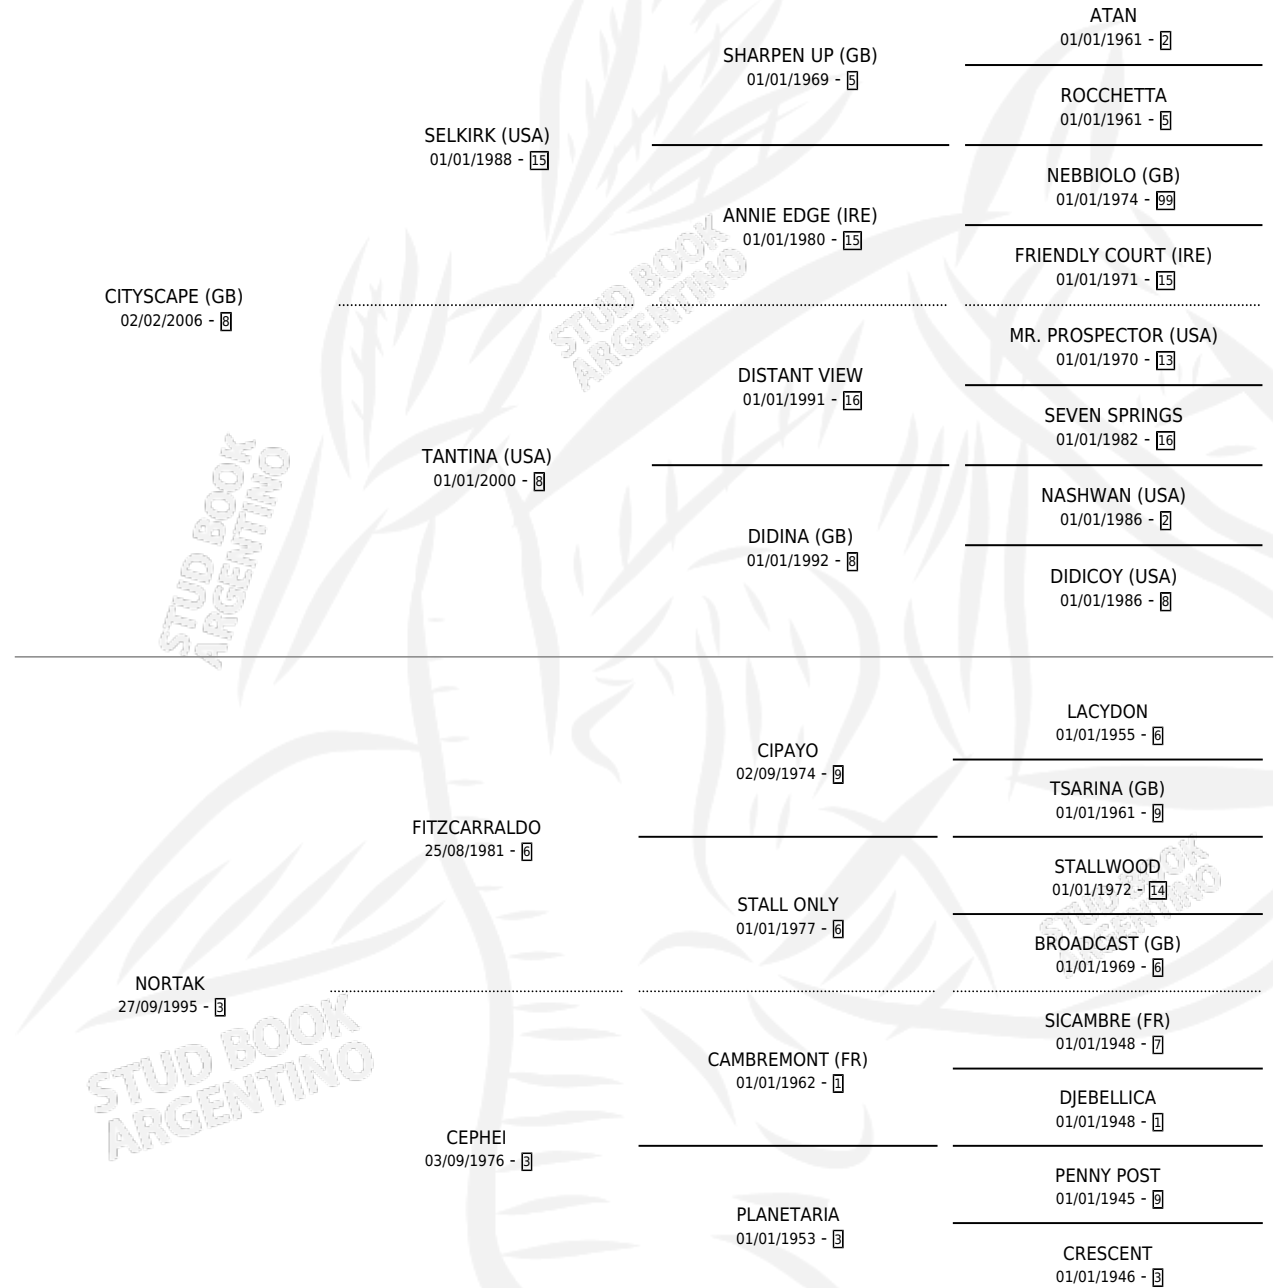 ATAN
01/01/1961 - 2
SHARPEN UP (GB)
01/01/1969 - 5
ROCCHETTA
01/01/1961 - 5
SELKIRK (USA)
01/01/1988 - 15
NEBBIOLO (GB)
01/01/1974 - 99
ANNIE EDGE (IRE)
01/01/1980 - 15
FRIENDLY COURT (IRE)
01/01/1971 - 15
CITYSCAPE (GB)
02/02/2006 - 8
STUD BOOK
ARGENTINO
MR. PROSPECTOR (USA)
01/01/1970 - 13
DISTANT VIEW
01/01/1991 - 16
SEVEN SPRINGS
01/01/1982 - 16
TANTINA (USA)
01/01/2000 - 8
NASHWAN (USA)
01/01/1986 - 2
DIDINA (GB)
01/01/1992 - 8
DIDICOY (USA)
01/01/1986 - 8
STUD BOOK
ARGENTINO
LACYDON
01/01/1955 - 6
CIPAYO
02/09/1974 - 9
TSARINA (GB)
01/01/1961 - 9
FITZCARRALDO
25/08/1981 - 6
STALLWOOD
01/01/1972 - 14
STALL ONLY
01/01/1977 - 6
BROADCAST (GB)
01/01/1969 - 6
STUD BOOK
ARGENTINO
NORTAK
27/09/1995 - 3
SICAMBRE (FR)
01/01/1948 - 7
CAMBREMONT (FR)
01/01/1962 - 1
DJEBELLICA
01/01/1948 - 1
STUD BOOK
ARGENTINO
CEPHEI
03/09/1976 - 3
PENNY POST
01/01/1945 - 9
PLANETARIA
01/01/1953 - 3
CRESCENT
01/01/1946 - 3